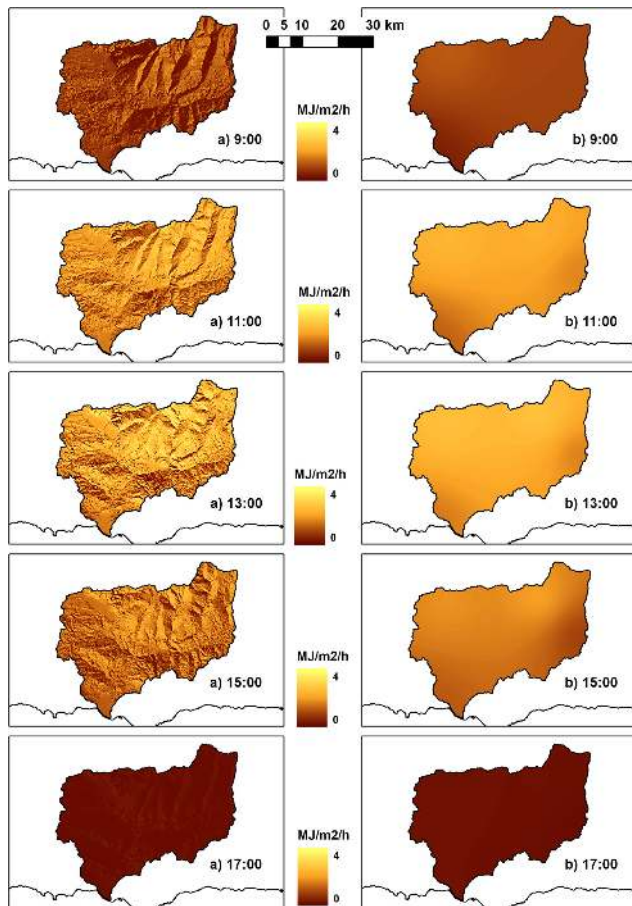 0 5 10 20 30 km
MJ/m2/h
4
0
a) 9:00
b) 9:00
MJ/m2/h
4
0
a) 11:00
b) 11:00
MJ/m2/h
4
0
a) 13:00
b) 13:00
MJ/m2/h
4
0
a) 15:00
b) 15:00
MJ/m2/h
4
0
a) 17:00
b) 17:00